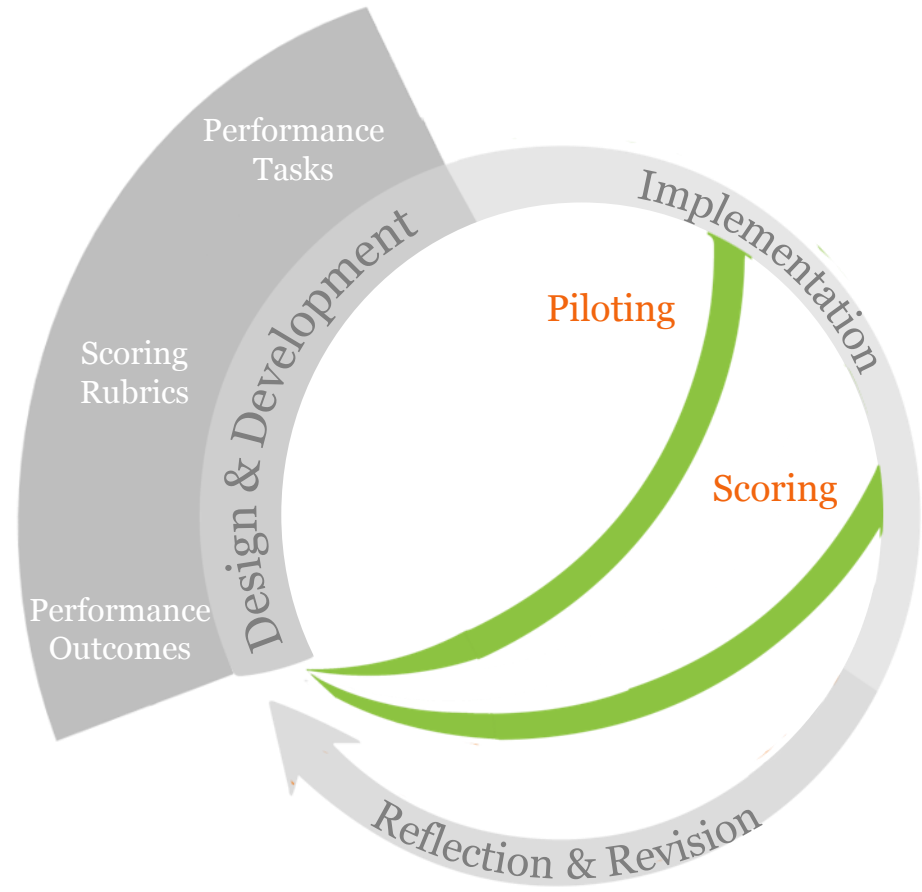 Performance
Tasks
Scoring
Rubrics
Performance
Outcomes
Design & Development
Implementation
Piloting
Scoring
Reflection & Revision